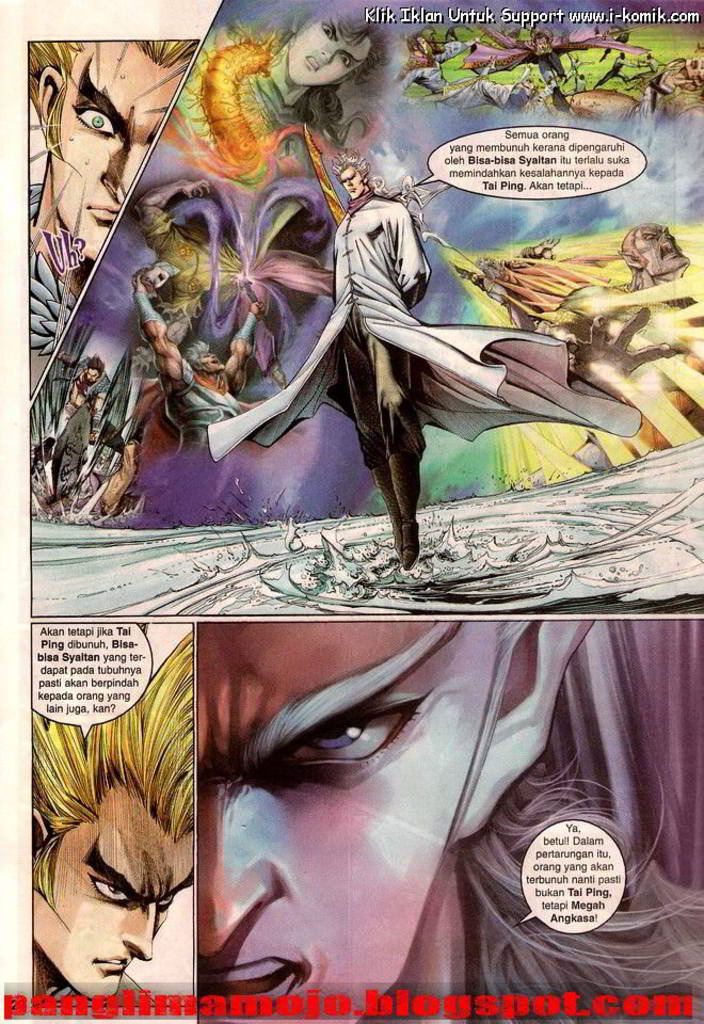 Klik Iklan Untuk Support www.i-komik.com
Semua orang
yang membunuh kerana dipengaruhi
oleh Bisa-bisa Syaitan itu terlalu suka
memindahkan kesalahannya kepada
Tai Ping. Akan tetapi...
Uh?
Akan tetapi jika Tai
Ping dibunuh, Bisa-
bisa Syaitan yang ter-
dapat pada tubuhnya
pasti akan berpindah
kepada orang yang
lain juga, kan?
Ya,
betul! Dalam
pertarungan itu,
orang yang akan
terbunuh nanti pasti
bukan Tai Ping,
tetapi Megah
Angkasa!
panglimamojo.blogspot.com